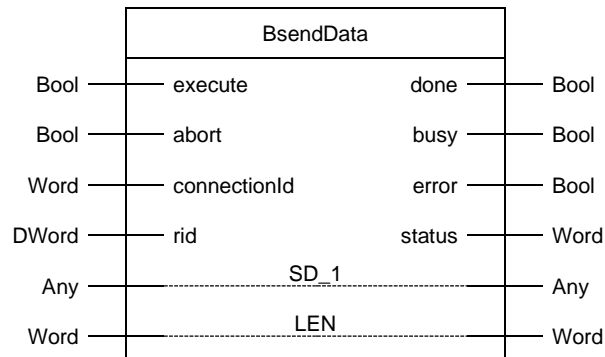 BsendData
Bool execute done Bool
Bool abort busy Bool
Word connectionId error Bool
DWord rid status Word
Any SD_1 Any
Word LEN Word